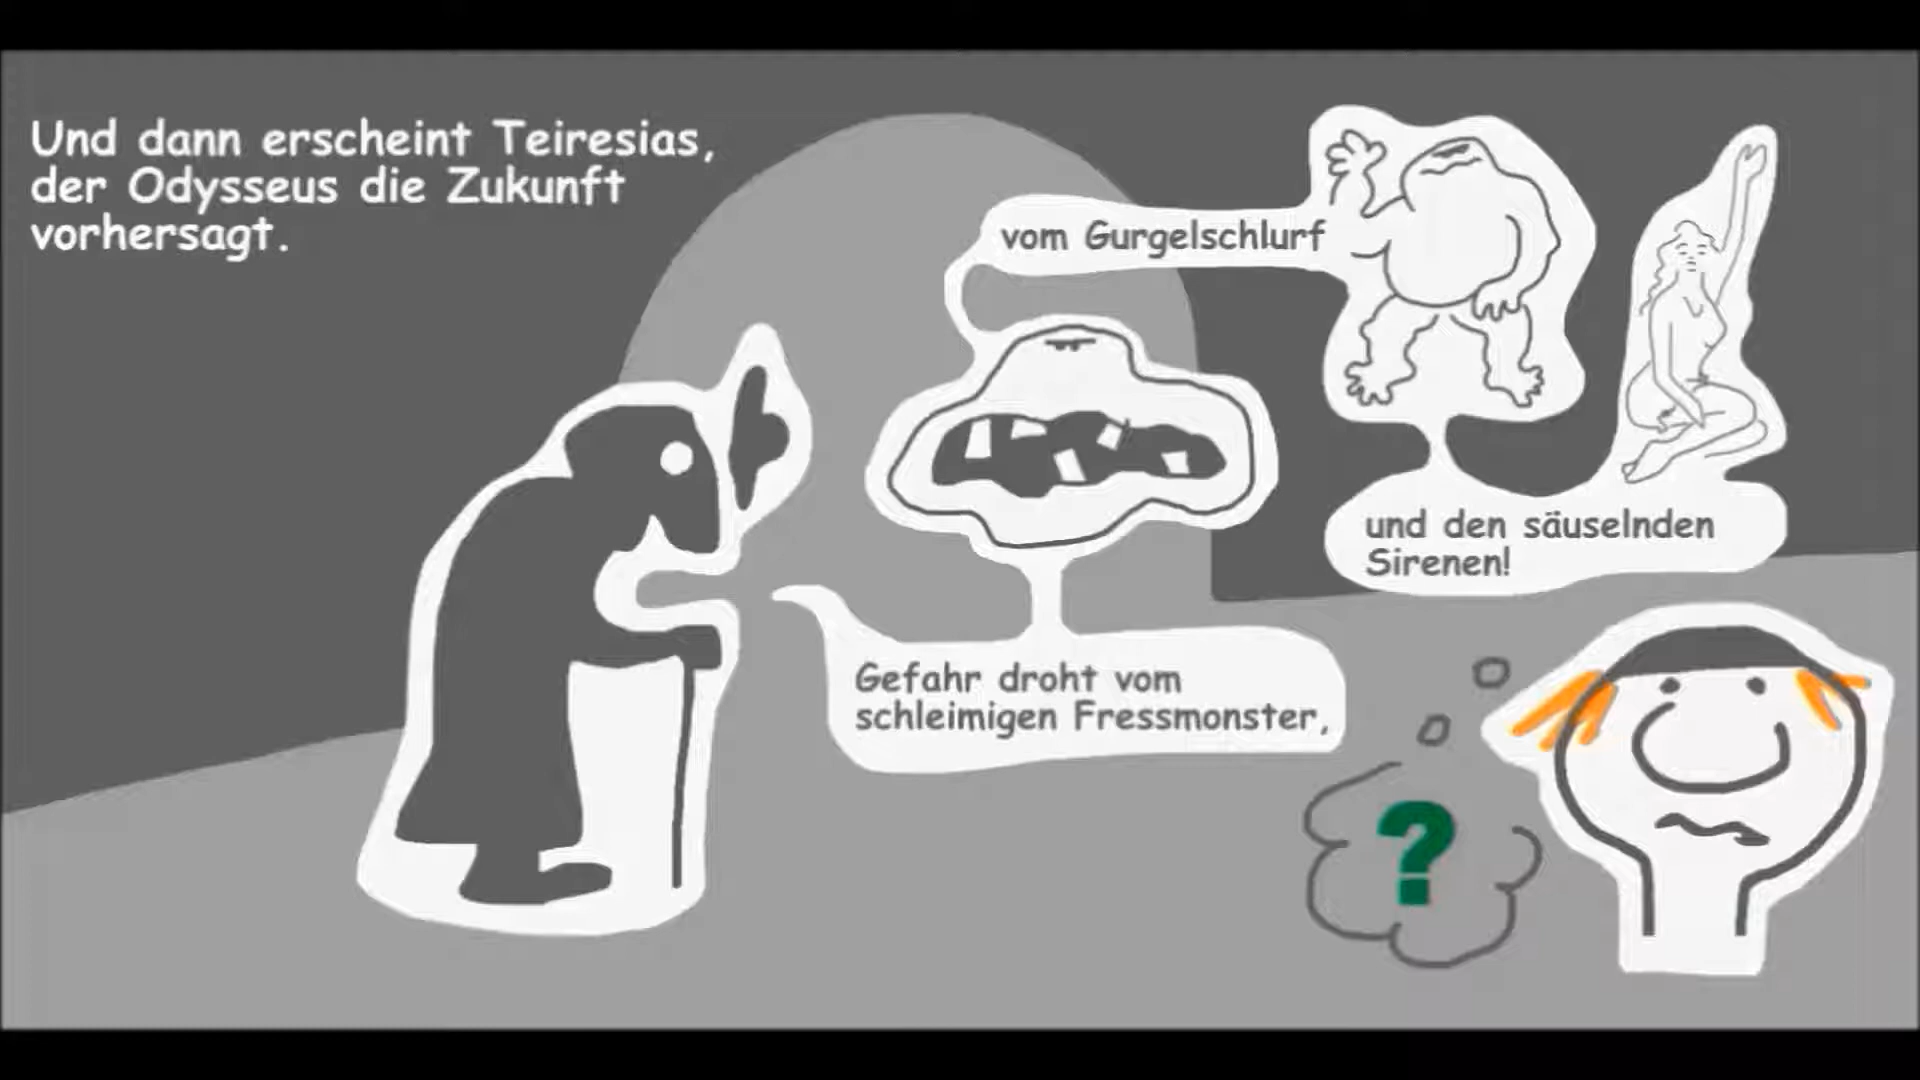 Und dann erscheint Teiresias,
der Odysseus die Zukunft
vorhersagt.
Gefahr droht vom
schleimigen Fressmonster,
vom Gurgelschlurf
und den säuselnden
Sirenen!
?